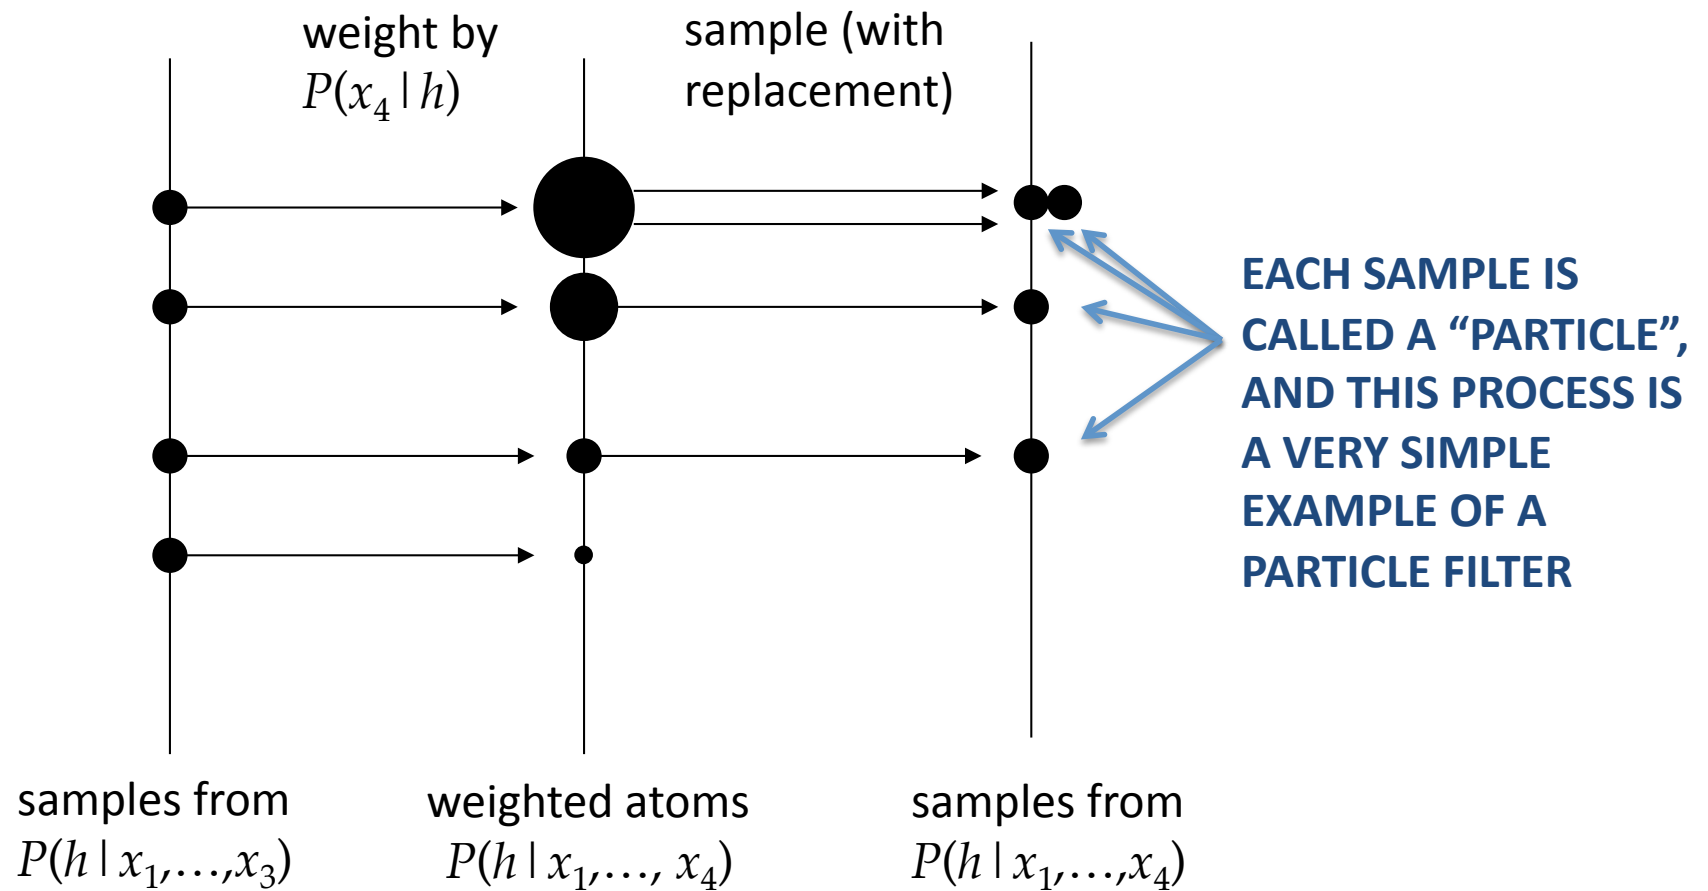 weight by
P(x₄ | h)
sample (with
replacement)
EACH SAMPLE IS
CALLED A “PARTICLE”,
AND THIS PROCESS IS
A VERY SIMPLE
EXAMPLE OF A
PARTICLE FILTER
samples from
P(h | x₁,…,x₃)
weighted atoms
P(h | x₁,…, x₄)
samples from
P(h | x₁,…,x₄)